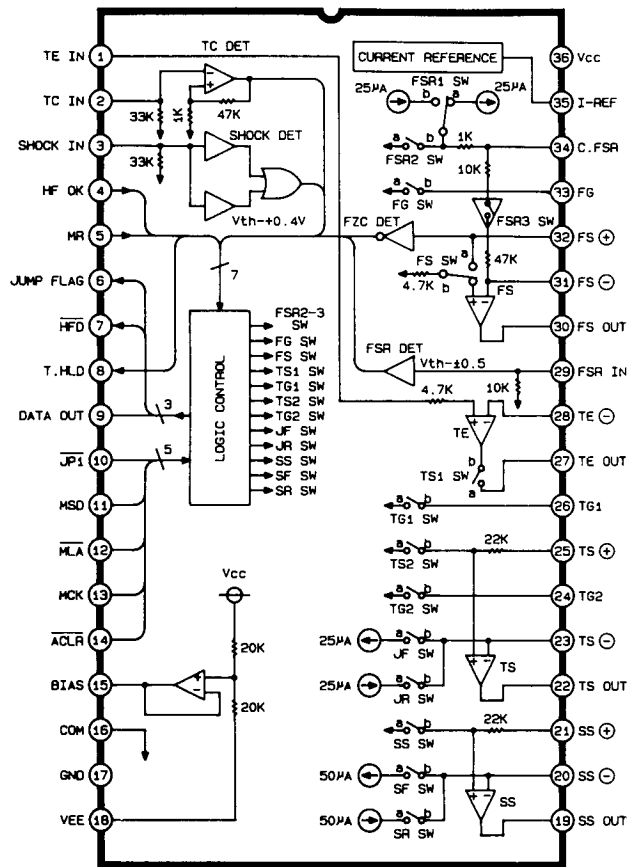 TE IN 1
TC IN 2
SHOCK IN 3
HF OK 4
MR 5
JUMP FLAG 6
HFD 7
T.HLD 8
DATA OUT 9
JP1 10
MSD 11
MLA 12
MCK 13
ACLR 14
BIAS 15
COM 16
GND 17
VEE 18
TC DET
33K
1K
47K
SHOCK DET
33K
Vth-+0.4V
7
3
5
LOGIC CONTROL
FSR2-3
SW
FG SW
FS SW
TS1 SW
TG1 SW
TS2 SW
TG2 SW
JF SW
JR SW
SS SW
SF SW
SR SW
Vcc
20K
20K
CURRENT REFERENCE
FSR1 SW
25µA b a 25µA
a b 1K
FSR2 SW
10K
a b
FG SW
FSR3 SW
FZC DET
a
FS SW
b
4.7K
47K
FS
FSR DET
Vth-±0.5
10K
4.7K
TE
b
TS1 SW
a
a b
TG1 SW
a b 22K
TS2 SW
a b
TG2 SW
25µA a b
JF SW
TS
25µA a b
JR SW
a b 22K
SS SW
50µA a b
SF SW
SS
50µA a b
SR SW
36 Vcc
35 I-REF
34 C.FSR
33 FG
32 FS ⊕
31 FS ⊖
30 FS OUT
29 FSR IN
28 TE ⊖
27 TE OUT
26 TG1
25 TS ⊕
24 TG2
23 TS ⊖
22 TS OUT
21 SS ⊕
20 SS ⊖
19 SS OUT